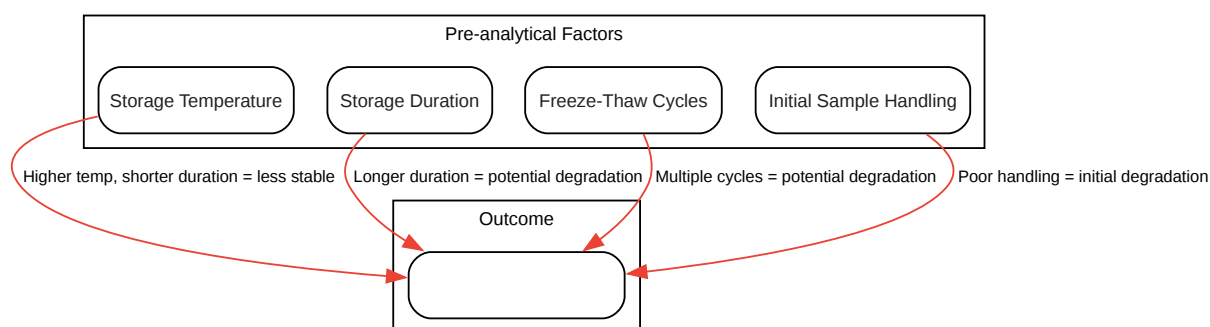 Pre-analytical Factors
Storage Temperature
Storage Duration
Freeze-Thaw Cycles
Initial Sample Handling
Higher temp, shorter duration = less stable
Longer duration = potential degradation
Multiple cycles = potential degradation
Poor handling = initial degradation
Outcome